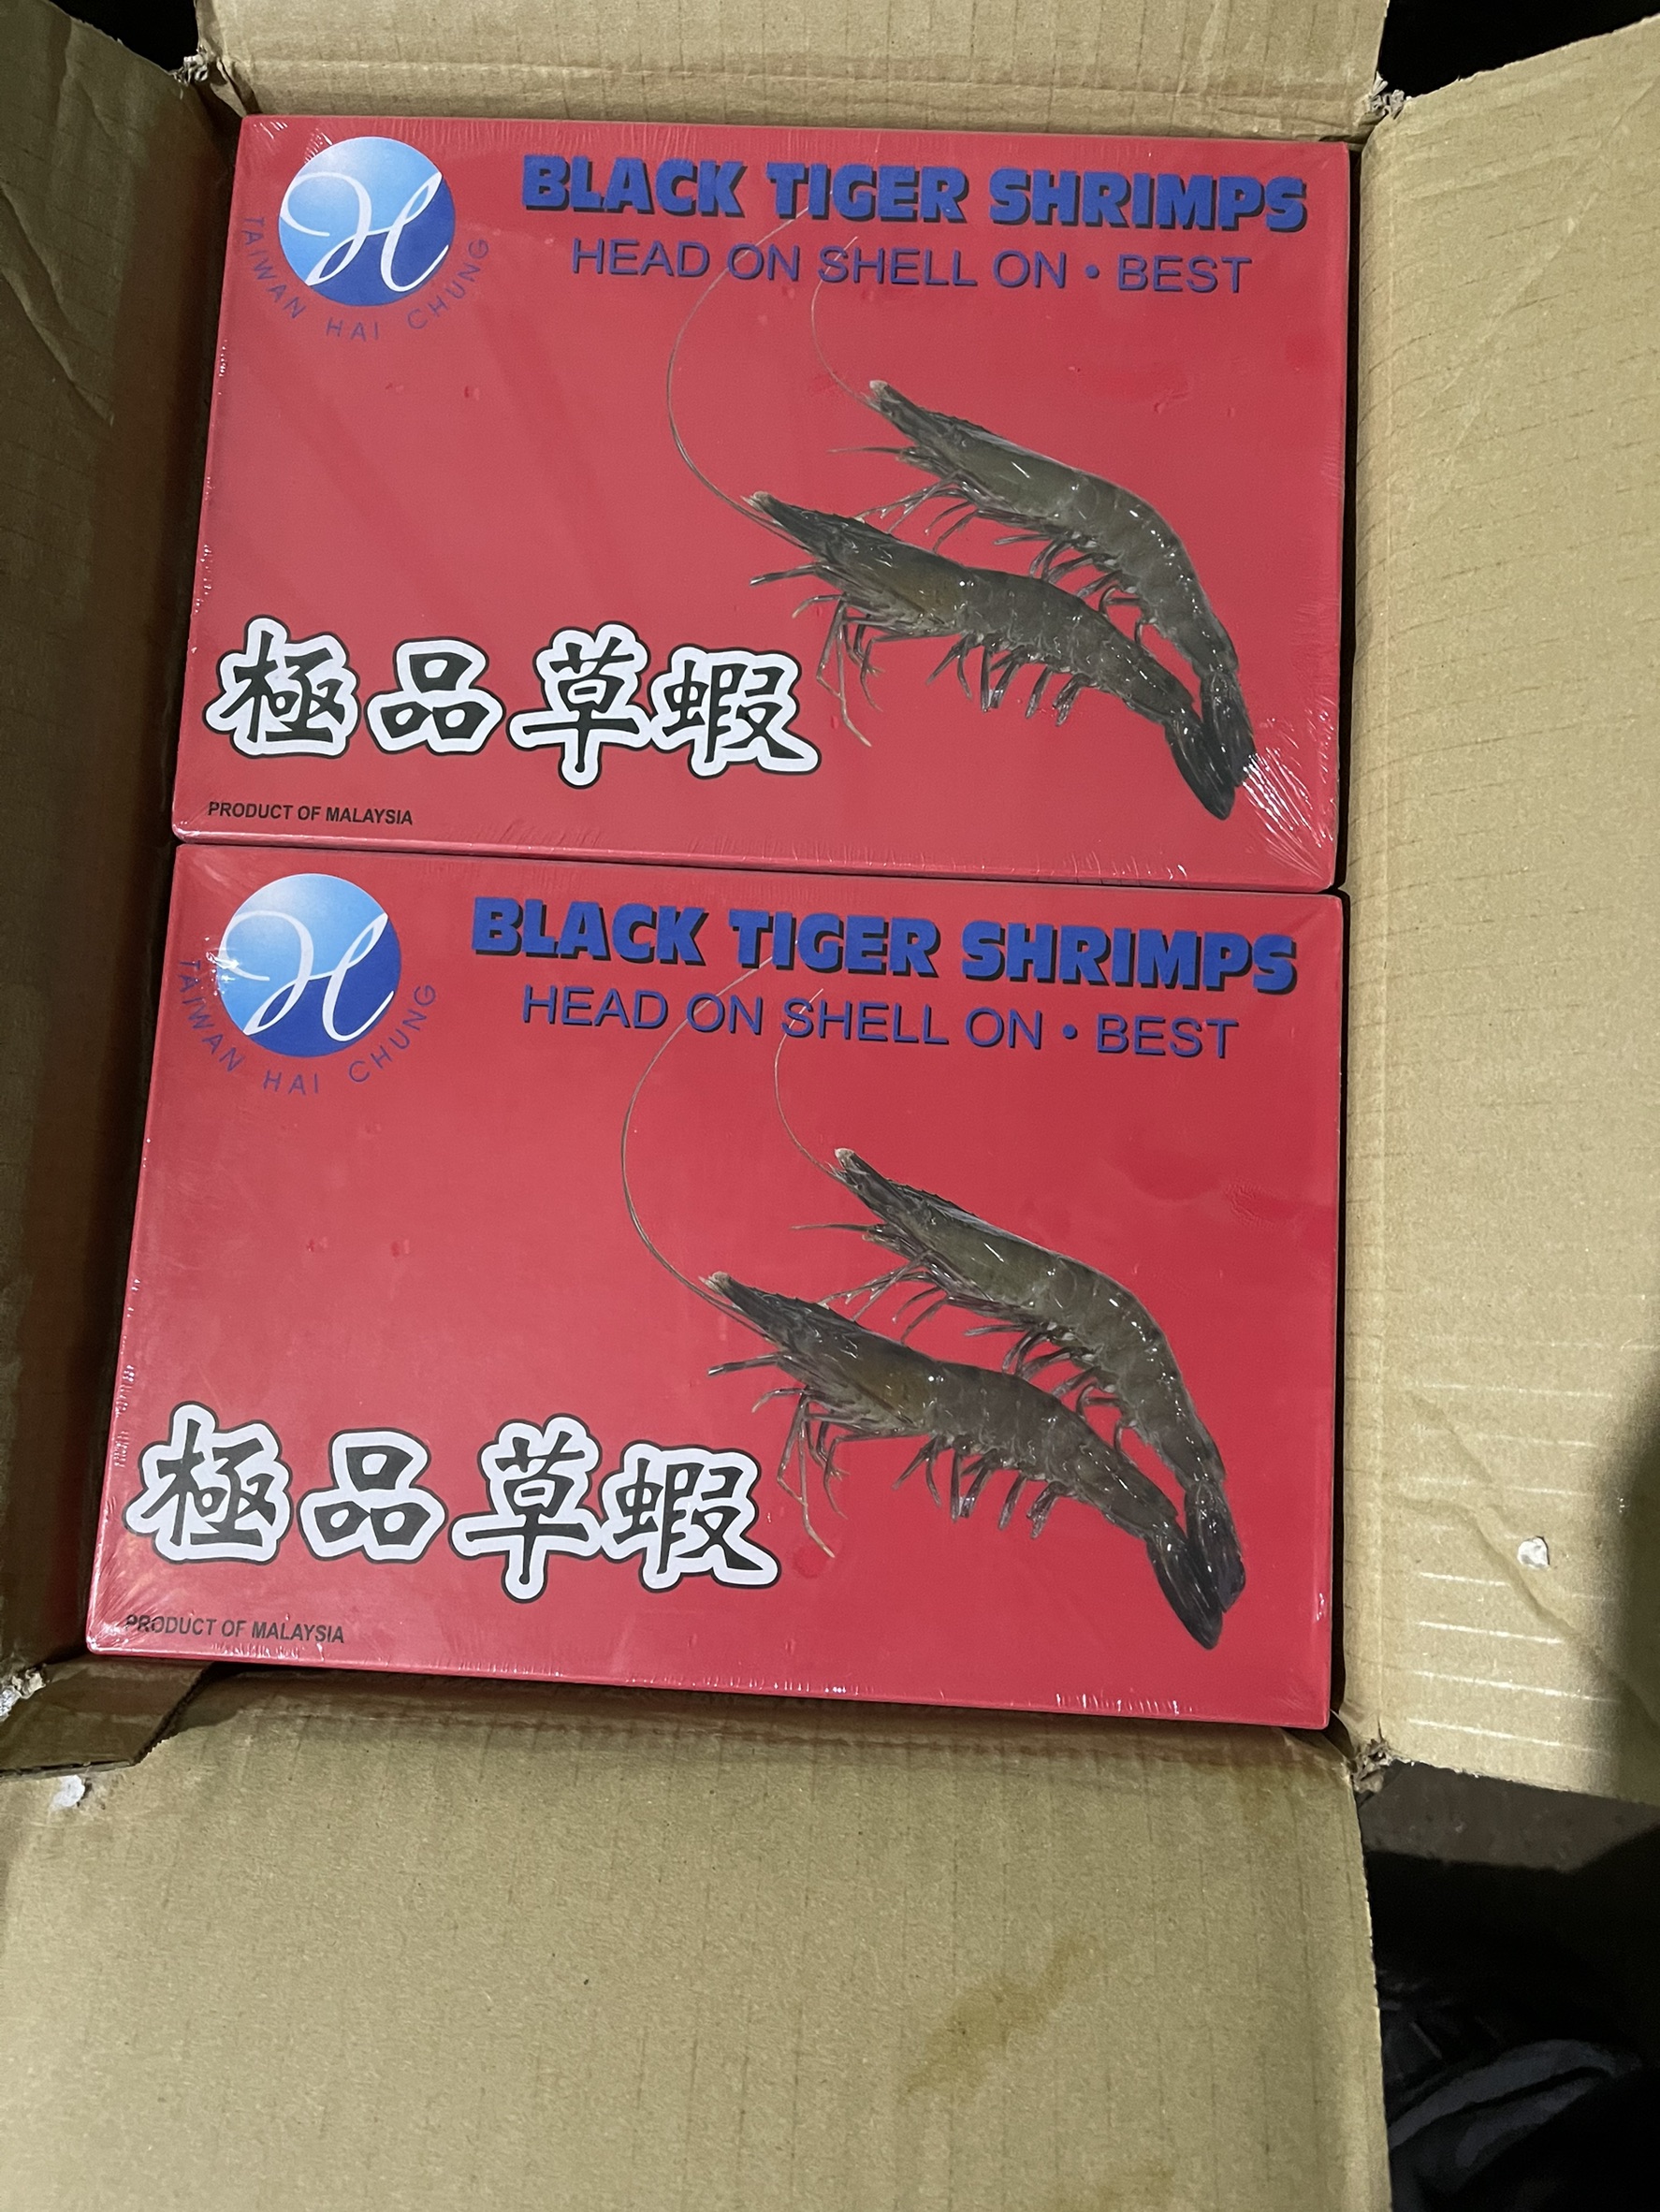 H
TAIWAN HAI CHUNG
BLACK TIGER SHRIMPS
HEAD ON SHELL ON • BEST
極品草蝦
PRODUCT OF MALAYSIA
H
TAIWAN HAI CHUNG
BLACK TIGER SHRIMPS
HEAD ON SHELL ON • BEST
極品草蝦
PRODUCT OF MALAYSIA